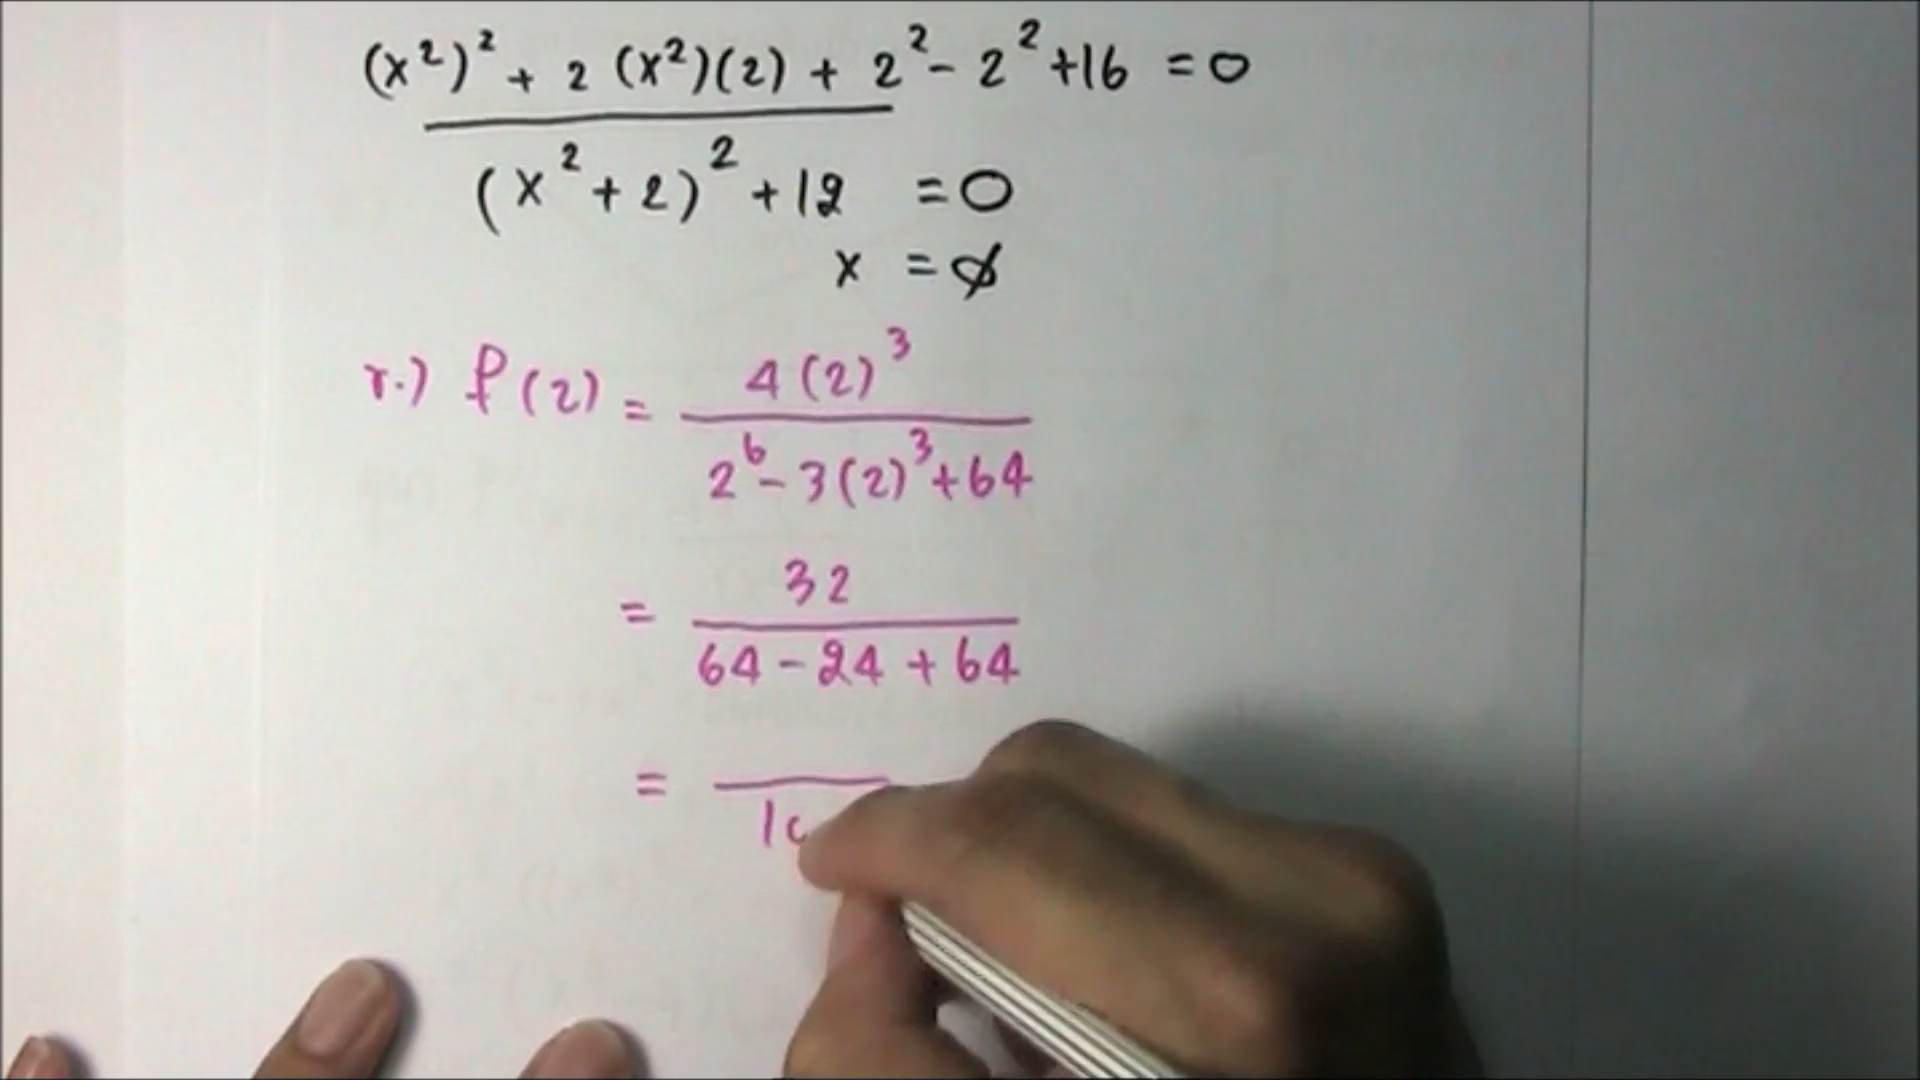 (x²)² + 2 (x²)(2) + 2² - 2² + 16 = 0
(x² + 2)² + 12 = 0
x = ∅
r.) f(2) = 4(2)³
2⁶ - 3(2)³ + 64
= 32
64 - 24 + 64
=